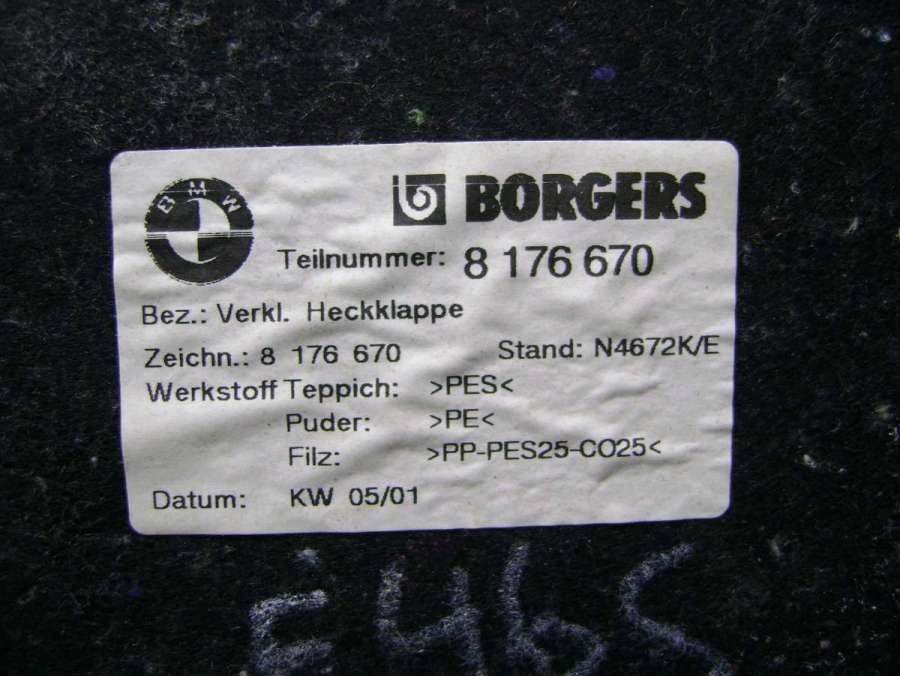 BMW
BORGERS
Teilnummer: 8 176 670
Bez.: Verkl. Heckklappe
Zeichn.: 8 176 670 Stand: N4672K/E
Werkstoff Teppich: >PES<
Puder: >PE<
Filz: >PP-PES25-CO25<
Datum: KW 05/01
E46S